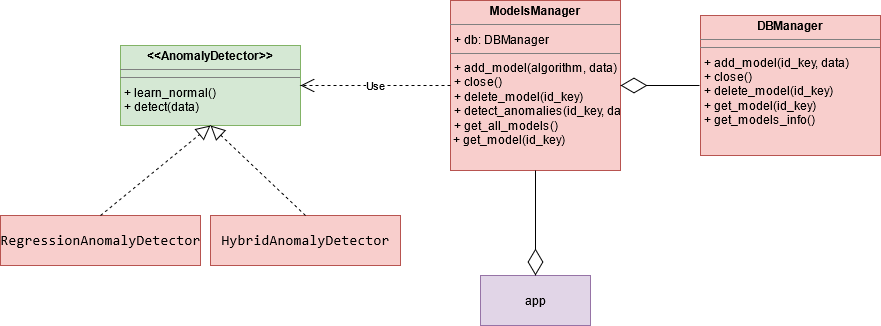 ModelsManager
+ db: DBManager
+ add_model(algorithm, data)
+ close()
+ delete_model(id_key)
+ detect_anomalies(id_key, da
+ get_all_models()
+ get_model(id_key)
DBManager
+ add_model(id_key, data)
+ close()
+ delete_model(id_key)
+ get_model(id_key)
+ get_models_info()
<<AnomalyDetector>>
+ learn_normal()
+ detect(data)
Use
RegressionAnomalyDetector
HybridAnomalyDetector
app